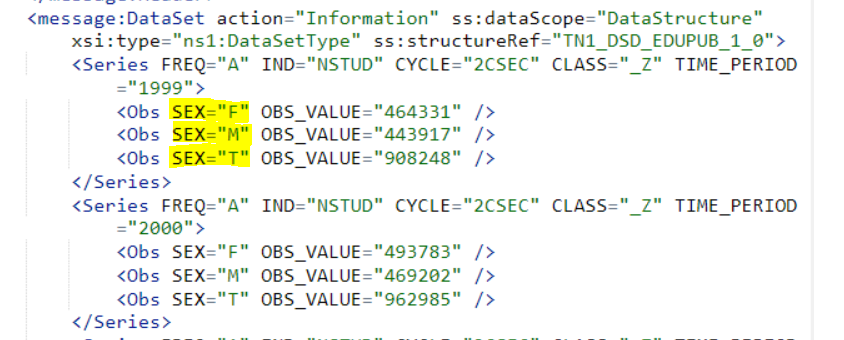 <message:DataSet action="Information" ss:dataScope="DataStructure"
xsi:type="ns1:DataSetType" ss:structureRef="TN1_DSD_EDUPUB_1_0">
<Series FREQ="A" IND="NSTUD" CYCLE="2CSEC" CLASS="_Z" TIME_PERIOD
="1999">
<Obs SEX="F" OBS_VALUE="464331" />
<Obs SEX="M" OBS_VALUE="443917" />
<Obs SEX="T" OBS_VALUE="908248" />
</Series>
<Series FREQ="A" IND="NSTUD" CYCLE="2CSEC" CLASS="_Z" TIME_PERIOD
="2000">
<Obs SEX="F" OBS_VALUE="493783" />
<Obs SEX="M" OBS_VALUE="469202" />
<Obs SEX="T" OBS_VALUE="962985" />
</Series>